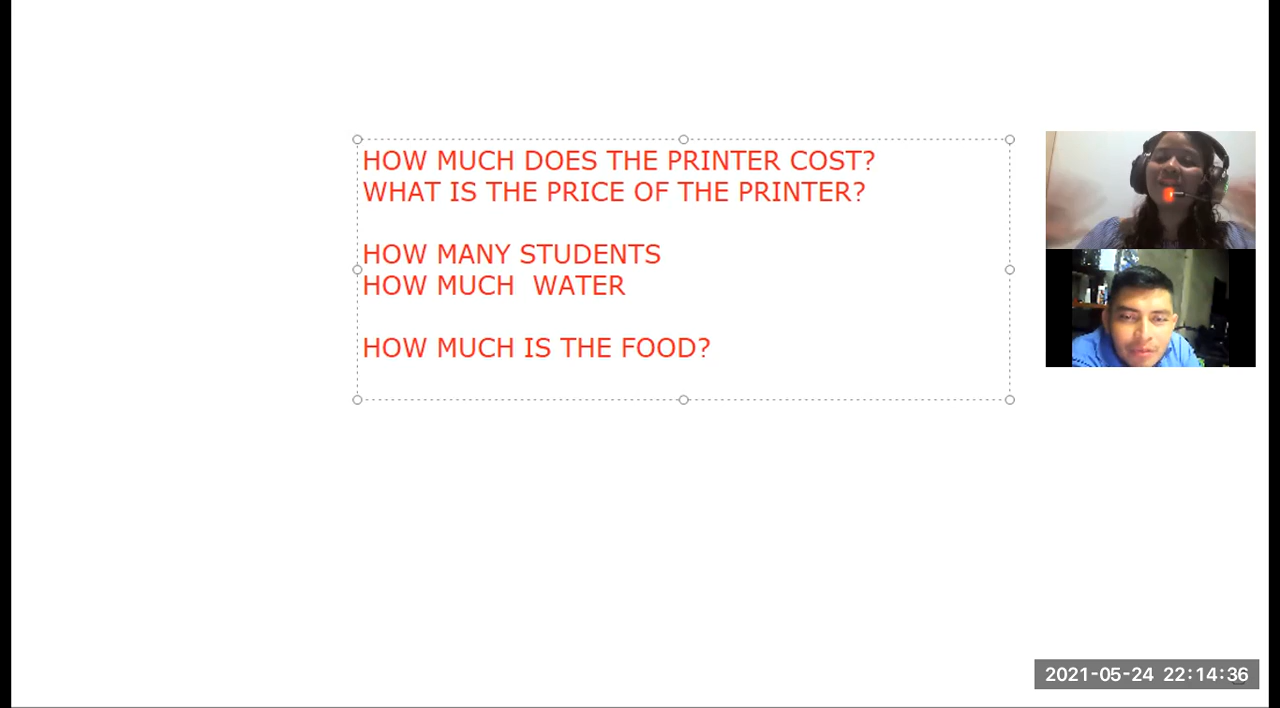 HOW MUCH DOES THE PRINTER COST?
WHAT IS THE PRICE OF THE PRINTER?
HOW MANY STUDENTS
HOW MUCH  WATER
HOW MUCH IS THE FOOD?
2021-05-24 22:14:36